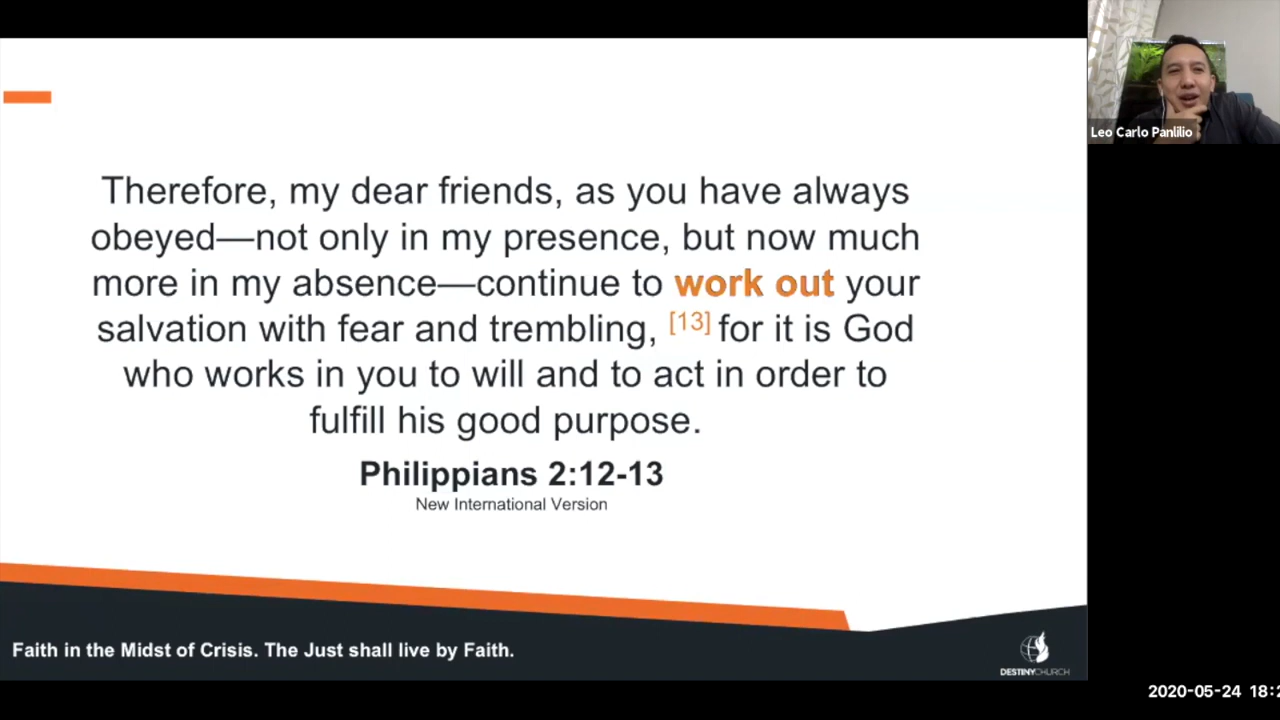 Leo Carlo Panlilio
Therefore, my dear friends, as you have always
obeyed—not only in my presence, but now much
more in my absence—continue to work out your
salvation with fear and trembling, [13] for it is God
who works in you to will and to act in order to
fulfill his good purpose.
Philippians 2:12-13
New International Version
Faith in the Midst of Crisis. The Just shall live by Faith.
DESTINYCHURCH
2020-05-24 18:2